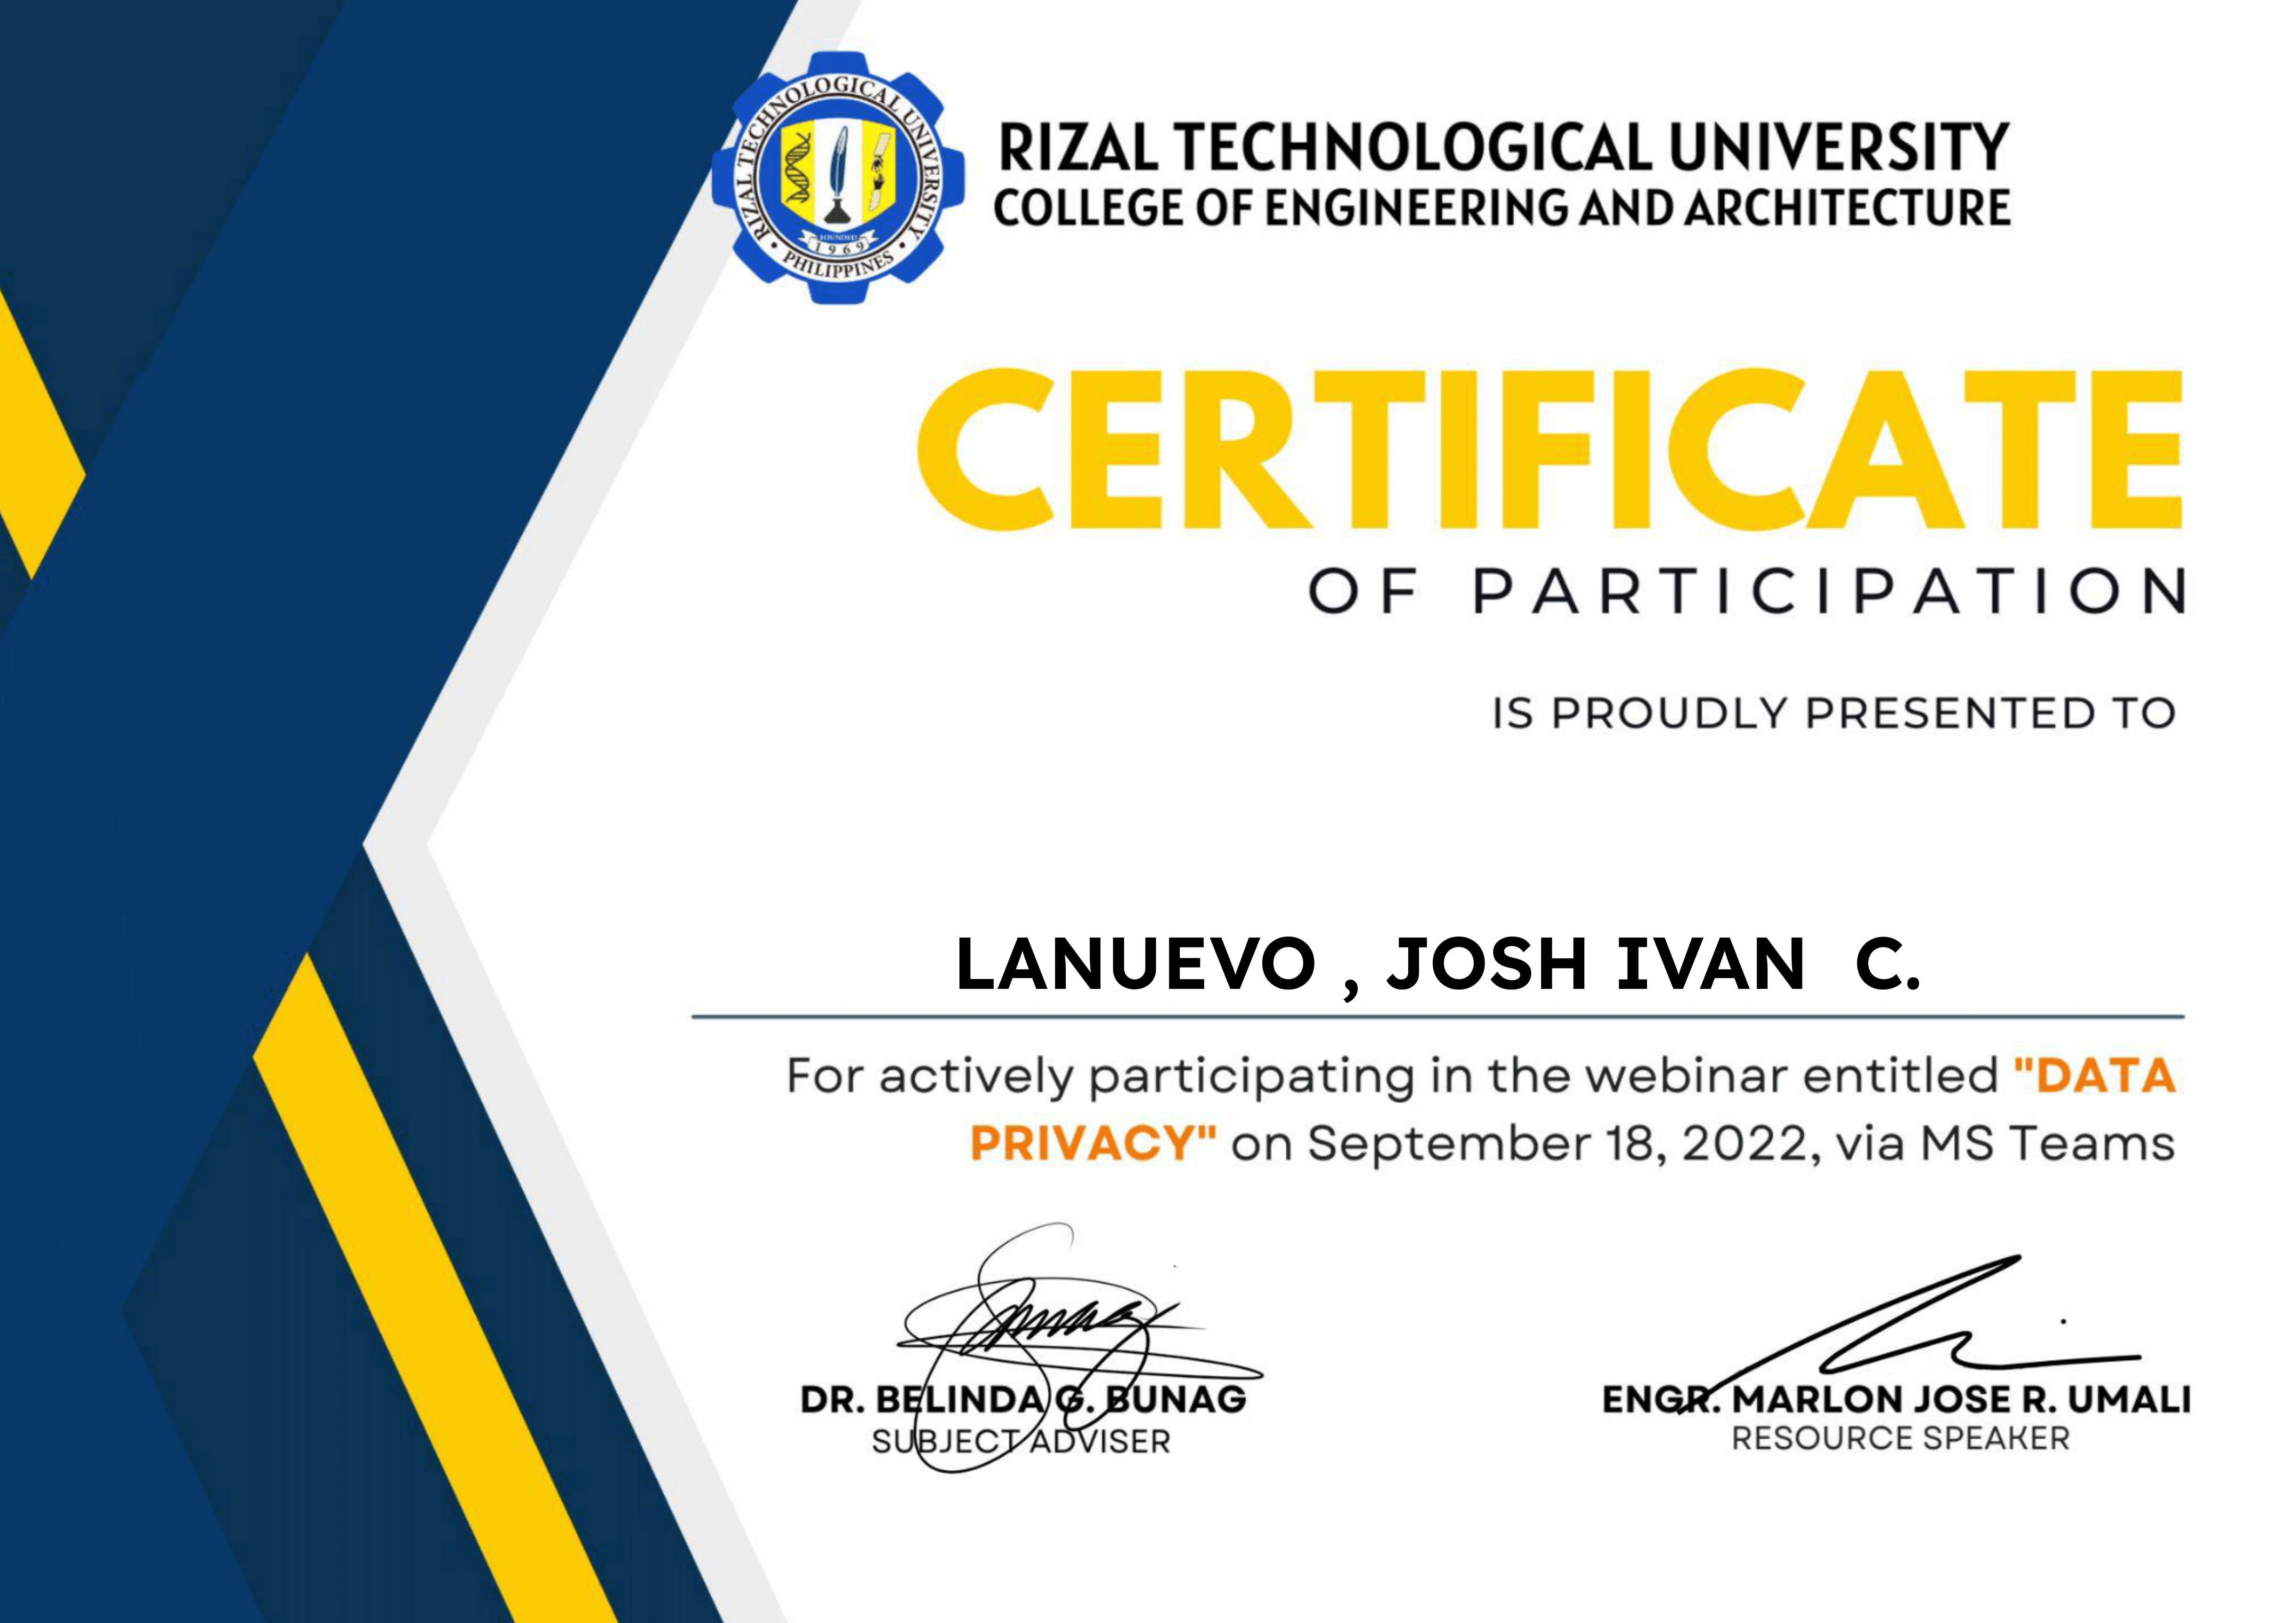 RIZAL TECHNOLOGICAL UNIVERSITY
PHILIPPINES
FOUNDED
1969
RIZAL TECHNOLOGICAL UNIVERSITY
COLLEGE OF ENGINEERING AND ARCHITECTURE
CERTIFICATE
OF PARTICIPATION
IS PROUDLY PRESENTED TO
LANUEVO , JOSH IVAN C.
For actively participating in the webinar entitled "DATA
PRIVACY" on September 18, 2022, via MS Teams
DR. BELINDA G. BUNAG
SUBJECT ADVISER
ENGR. MARLON JOSE R. UMALI
RESOURCE SPEAKER